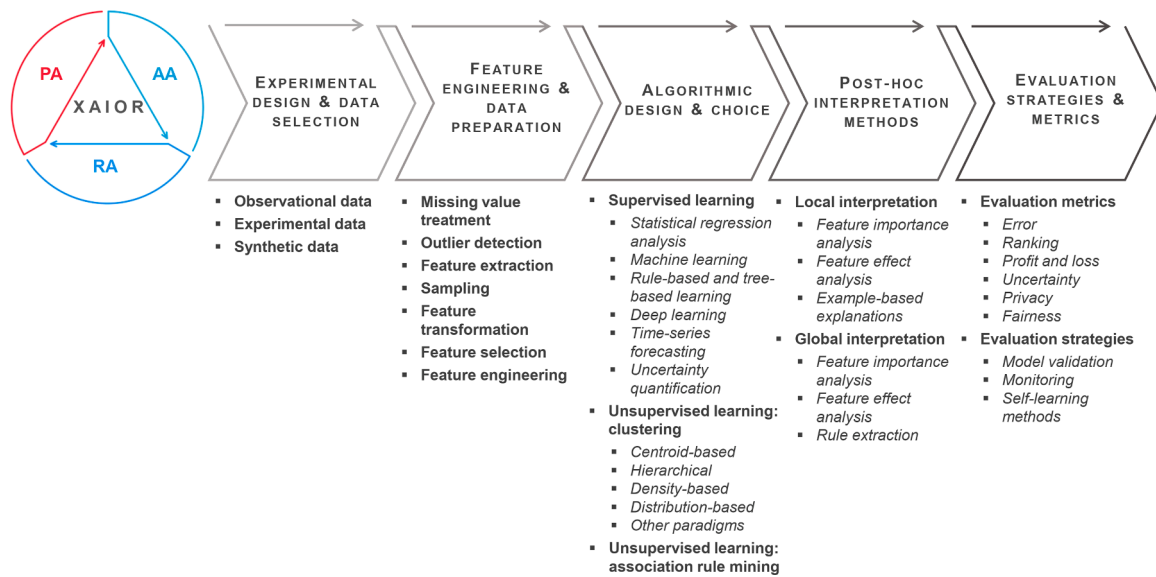 PA
AA
XAIOR
RA
EXPERIMENTAL
DESIGN & DATA
SELECTION
▪ Observational data
▪ Experimental data
▪ Synthetic data
FEATURE
ENGINEERING &
DATA
PREPARATION
▪ Missing value
treatment
▪ Outlier detection
▪ Feature extraction
▪ Sampling
▪ Feature
transformation
▪ Feature selection
▪ Feature engineering
ALGORITHMIC
DESIGN & CHOICE
▪ Supervised learning
▪ Statistical regression
analysis
▪ Machine learning
▪ Rule-based and tree-
based learning
▪ Deep learning
▪ Time-series
forecasting
▪ Uncertainty
quantification
▪ Unsupervised learning:
clustering
▪ Centroid-based
▪ Hierarchical
▪ Density-based
▪ Distribution-based
▪ Other paradigms
▪ Unsupervised learning:
association rule mining
POST-HOC
INTERPRETATION
METHODS
▪ Local interpretation
▪ Feature importance
analysis
▪ Feature effect
analysis
▪ Example-based
explanations
▪ Global interpretation
▪ Feature importance
analysis
▪ Feature effect
analysis
▪ Rule extraction
EVALUATION
STRATEGIES &
METRICS
▪ Evaluation metrics
▪ Error
▪ Ranking
▪ Profit and loss
▪ Uncertainty
▪ Privacy
▪ Fairness
▪ Evaluation strategies
▪ Model validation
▪ Monitoring
▪ Self-learning
methods